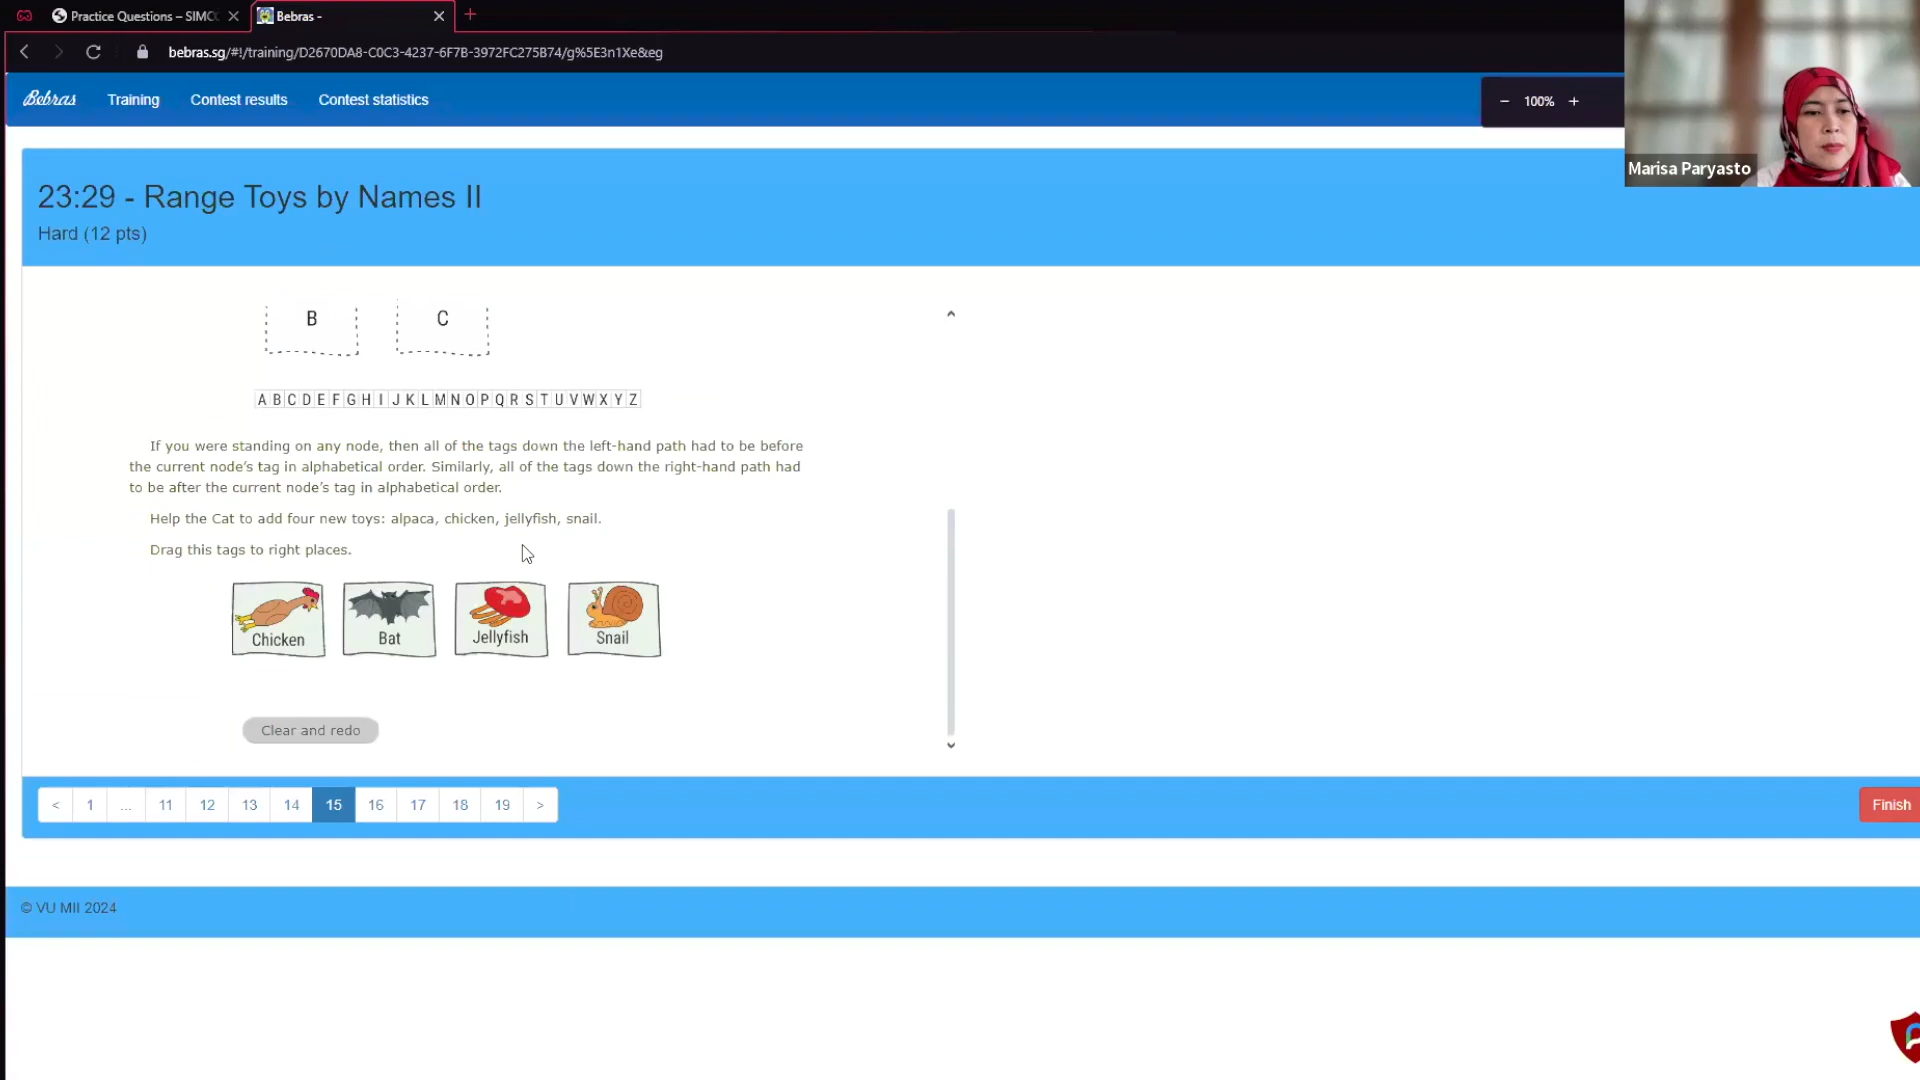 Practice Questions – SIMC
Bebras -
bebras.sg/#!/training/D2670DA8-C0C3-4237-6F7B-3972FC275B74/g%5E3n1Xe&eg
Bebras
Training
Contest results
Contest statistics
− 100% +
Marisa Paryasto
23:29 - Range Toys by Names II
Hard (12 pts)
B C
A B C D E F G H I J K L M N O P Q R S T U V W X Y Z
If you were standing on any node, then all of the tags down the left-hand path had to be before
the current node's tag in alphabetical order. Similarly, all of the tags down the right-hand path had
to be after the current node's tag in alphabetical order.
Help the Cat to add four new toys: alpaca, chicken, jellyfish, snail.
Drag this tags to right places.
Chicken Bat Jellyfish Snail
Clear and redo
< 1 ... 11 12 13 14 15 16 17 18 19 >
Finish
© VU MII 2024